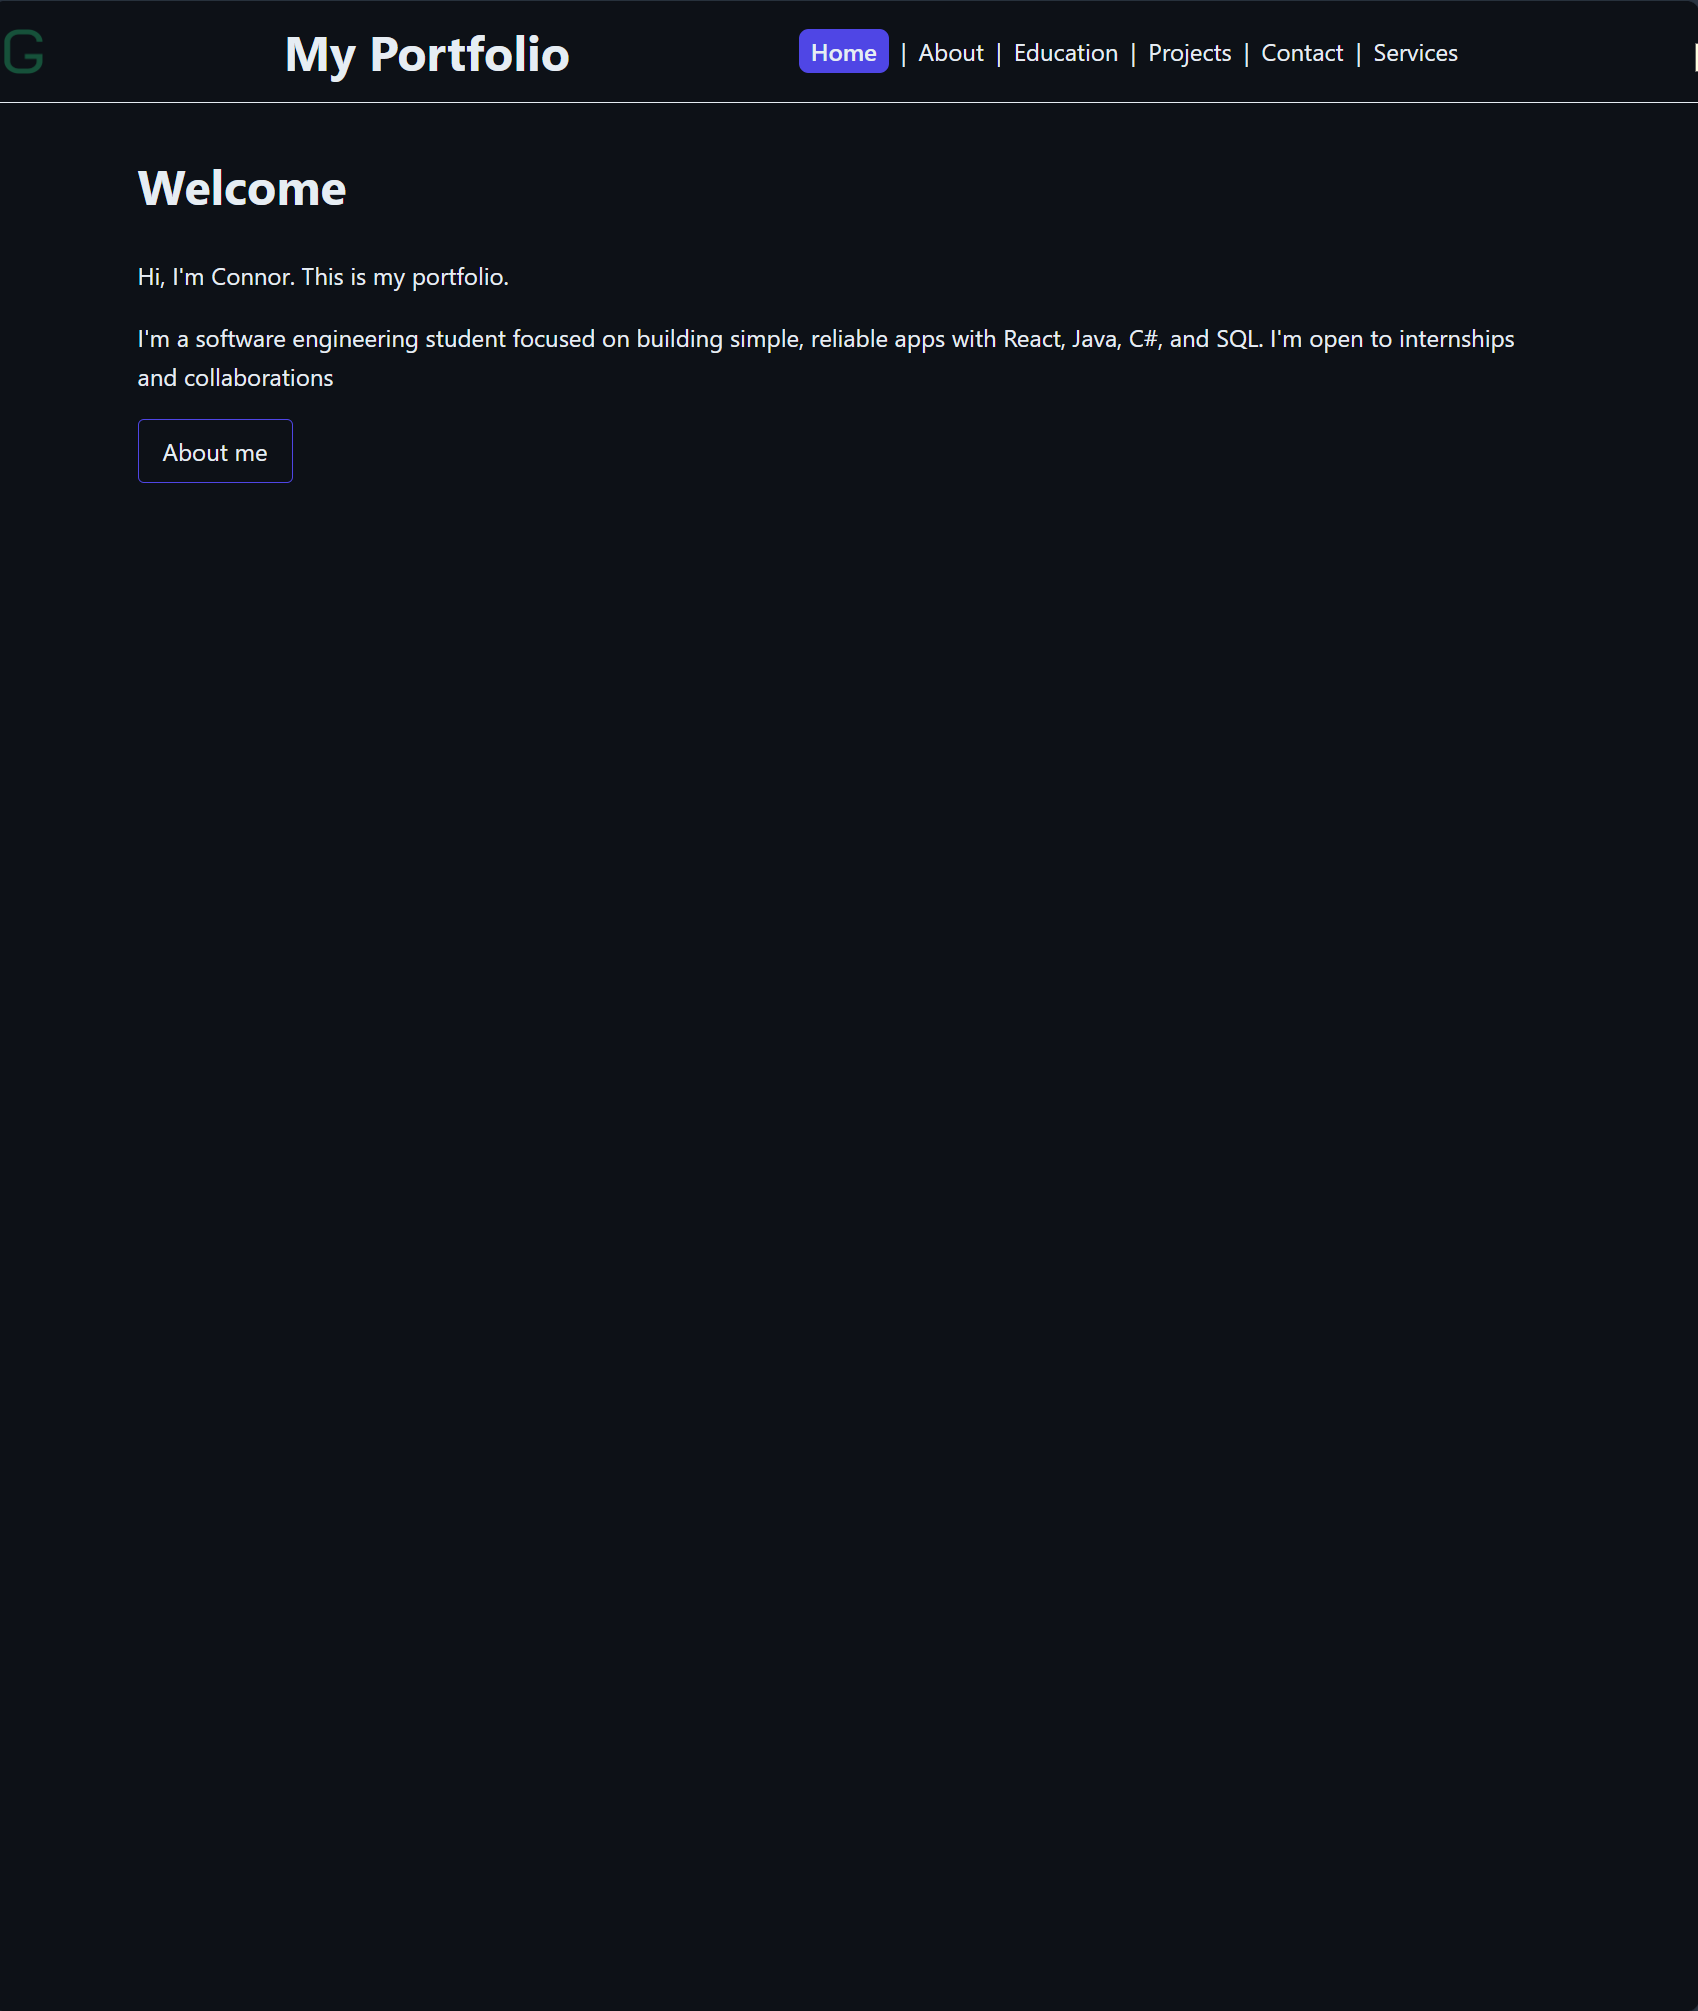 G
My Portfolio
Home | About | Education | Projects | Contact | Services
Welcome
Hi, I'm Connor. This is my portfolio.
I'm a software engineering student focused on building simple, reliable apps with React, Java, C#, and SQL. I'm open to internships
and collaborations
About me